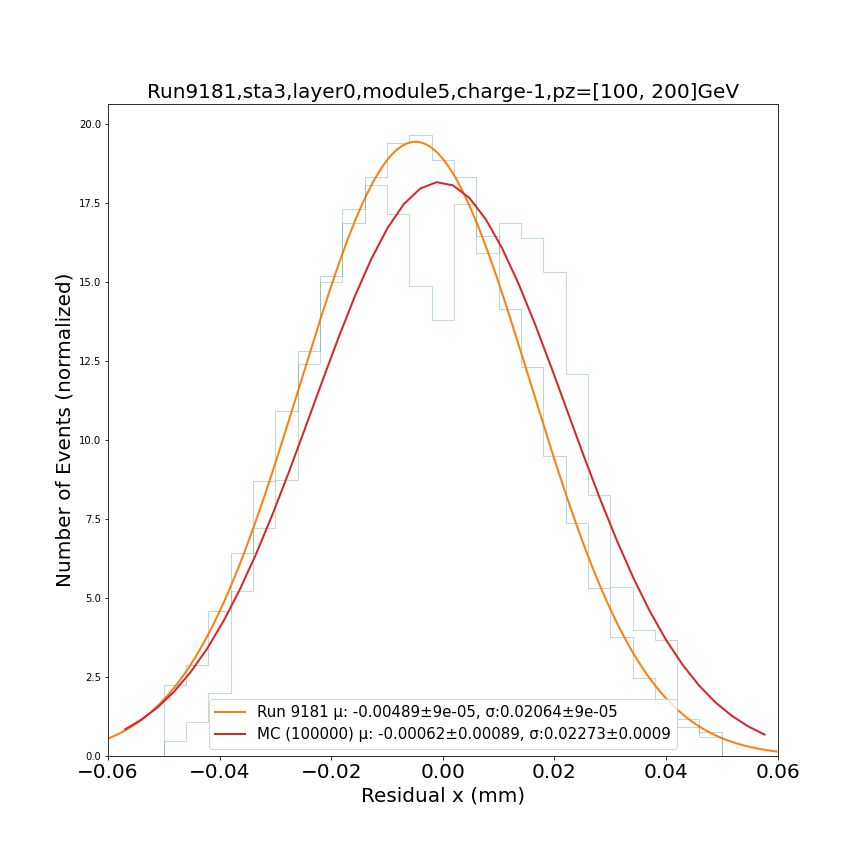 Run9181,sta3,layer0,module5,charge-1,pz=[100, 200]GeV
Number of Events (normalized)
20.0
17.5
15.0
12.5
10.0
7.5
5.0
2.5
0.0
Run 9181 μ: -0.00489±9e-05, σ:0.02064±9e-05
MC (100000) μ: -0.00062±0.00089, σ:0.02273±0.0009
−0.06 −0.04 −0.02 0.00 0.02 0.04 0.06
Residual x (mm)